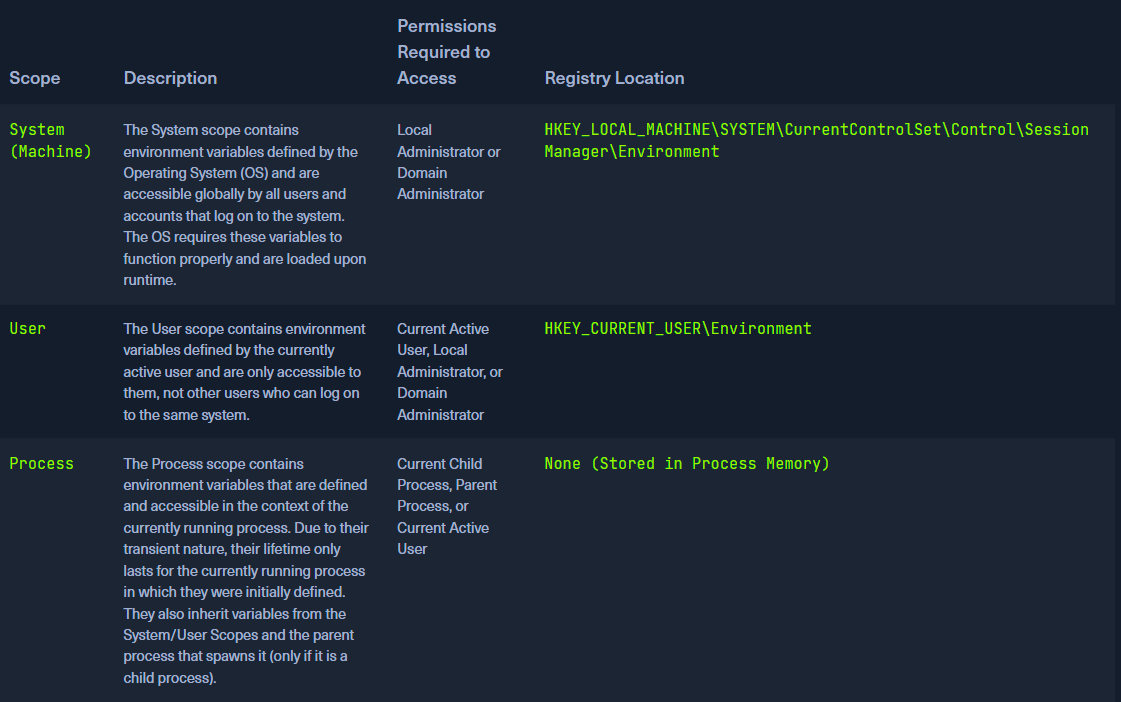 Scope
Description
Permissions
Required to
Access
Registry Location
System
(Machine)
The System scope contains
environment variables defined by the
Operating System (OS) and are
accessible globally by all users and
accounts that log on to the system.
The OS requires these variables to
function properly and are loaded upon
runtime.
Local
Administrator or
Domain
Administrator
HKEY_LOCAL_MACHINE\SYSTEM\CurrentControlSet\Control\Session
Manager\Environment
User
The User scope contains environment
variables defined by the currently
active user and are only accessible to
them, not other users who can log on
to the same system.
Current Active
User, Local
Administrator, or
Domain
Administrator
HKEY_CURRENT_USER\Environment
Process
The Process scope contains
environment variables that are defined
and accessible in the context of the
currently running process. Due to their
transient nature, their lifetime only
lasts for the currently running process
in which they were initially defined.
They also inherit variables from the
System/User Scopes and the parent
process that spawns it (only if it is a
child process).
Current Child
Process, Parent
Process, or
Current Active
User
None (Stored in Process Memory)